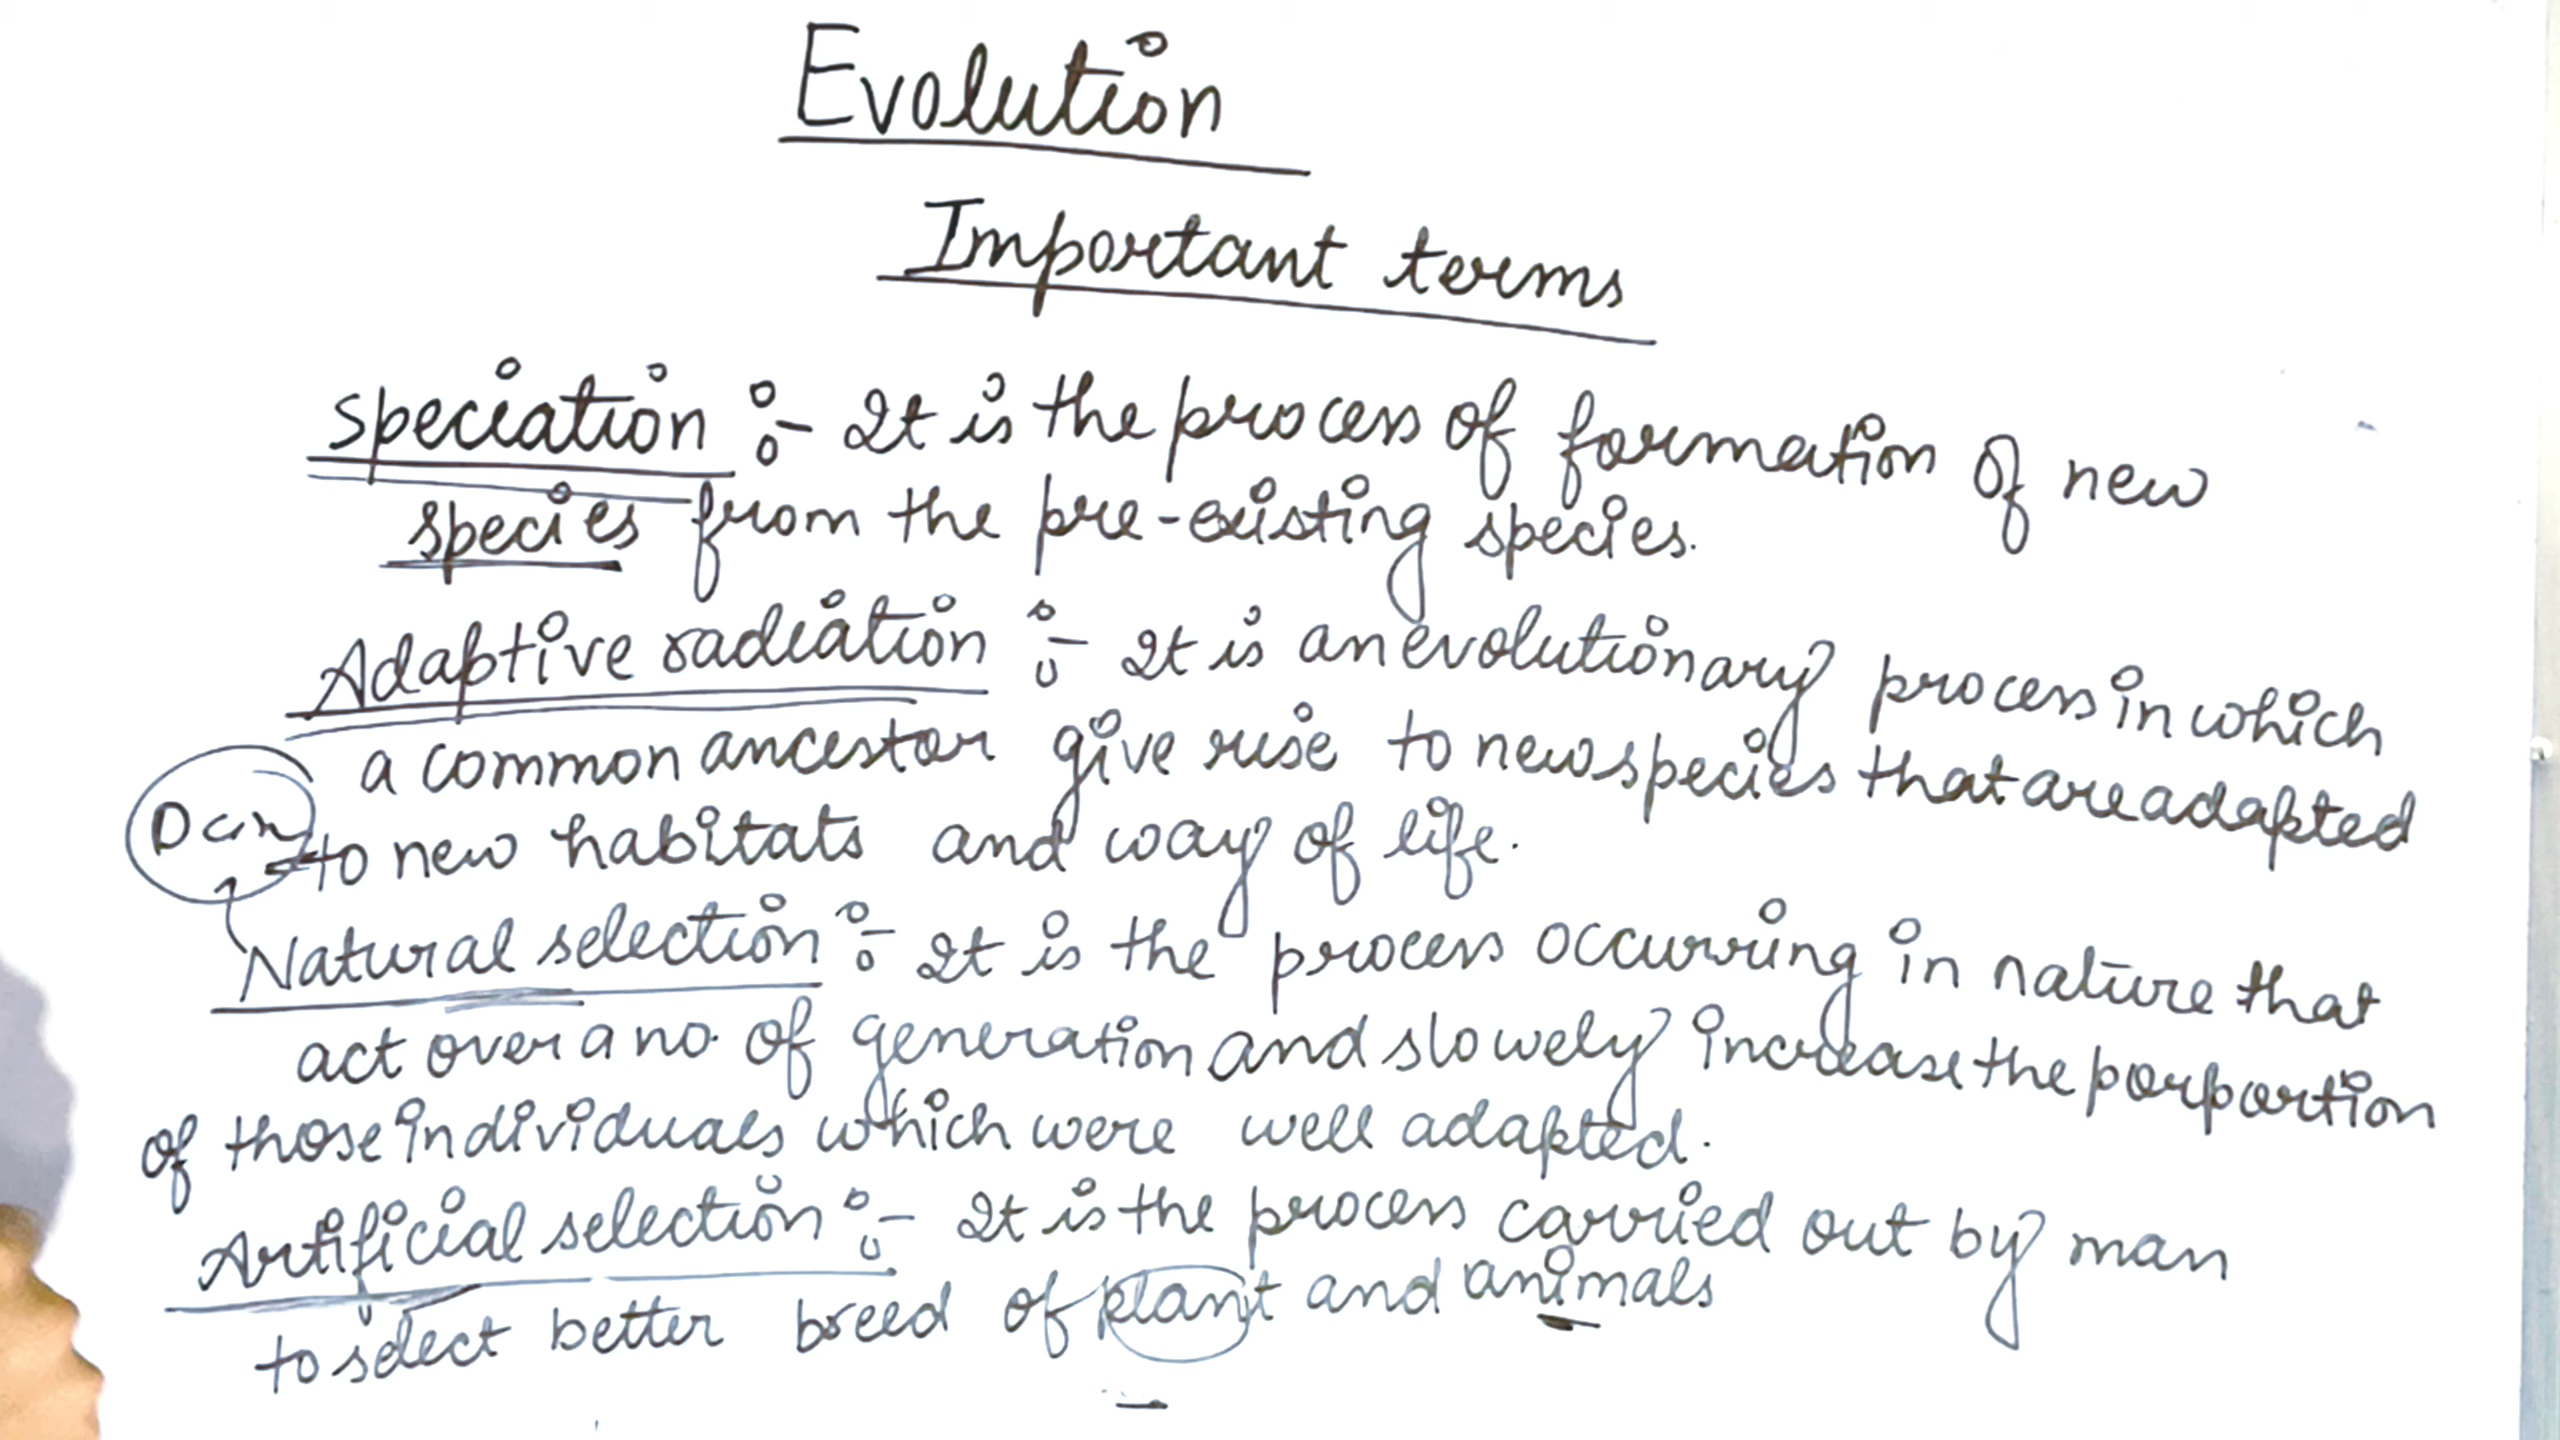 Evolution
Important terms
Speciation :- It is the process of formation of new
species from the pre-existing species.
Adaptive radiation :- It is an evolutionary process in which
a common ancestor give rise to new species that are adapted
to new habitats and way of life.
Natural selection :- It is the process occurring in nature that
act over a no. of generation and slowely increase the porportion
of those individuals which were well adapted.
Artificial selection :- It is the process carried out by man
to select better breed of plant and animals